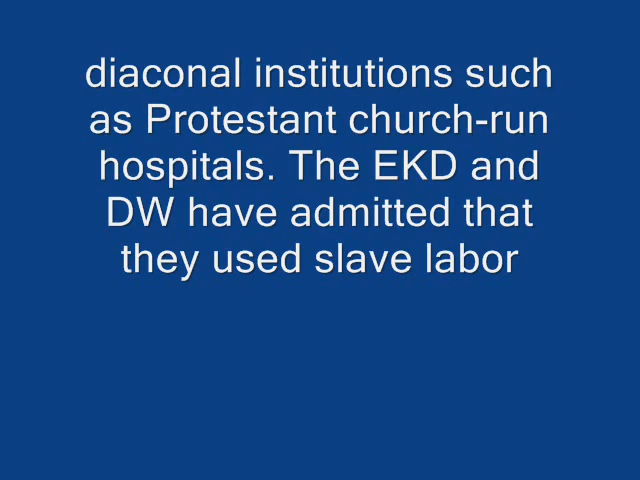 diaconal institutions such
as Protestant church-run
hospitals. The EKD and
DW have admitted that
they used slave labor